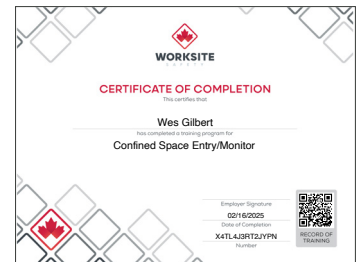 WORKSITE
SAFETY
CERTIFICATE OF COMPLETION
This certifies that
Wes Gilbert
has completed a training program for
Confined Space Entry/Monitor
Employer Signature
02/16/2025
Date of Completion
X4TL4J3RT2JYPN
Number
RECORD OF
TRAINING